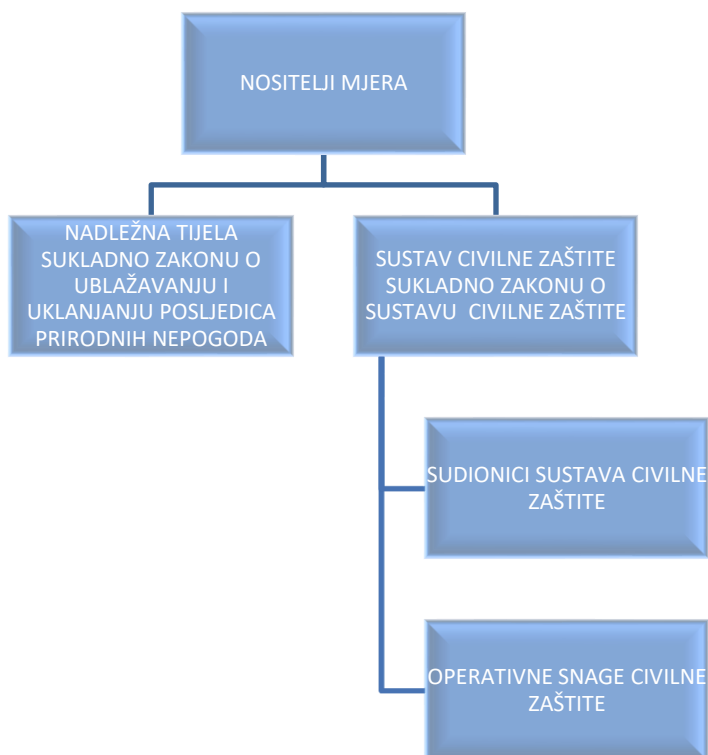 NOSITELJI MJERA
NADLEŽNA TIJELA
SUKLADNO ZAKONU O
UBLAŽAVANJU I
UKLANJANJU POSLJEDICA
PRIRODNIH NEPOGODA
SUSTAV CIVILNE ZAŠTITE
SUKLADNO ZAKONU O
SUSTAVU CIVILNE ZAŠTITE
SUDIONICI SUSTAVA CIVILNE
ZAŠTITE
OPERATIVNE SNAGE CIVILNE
ZAŠTITE